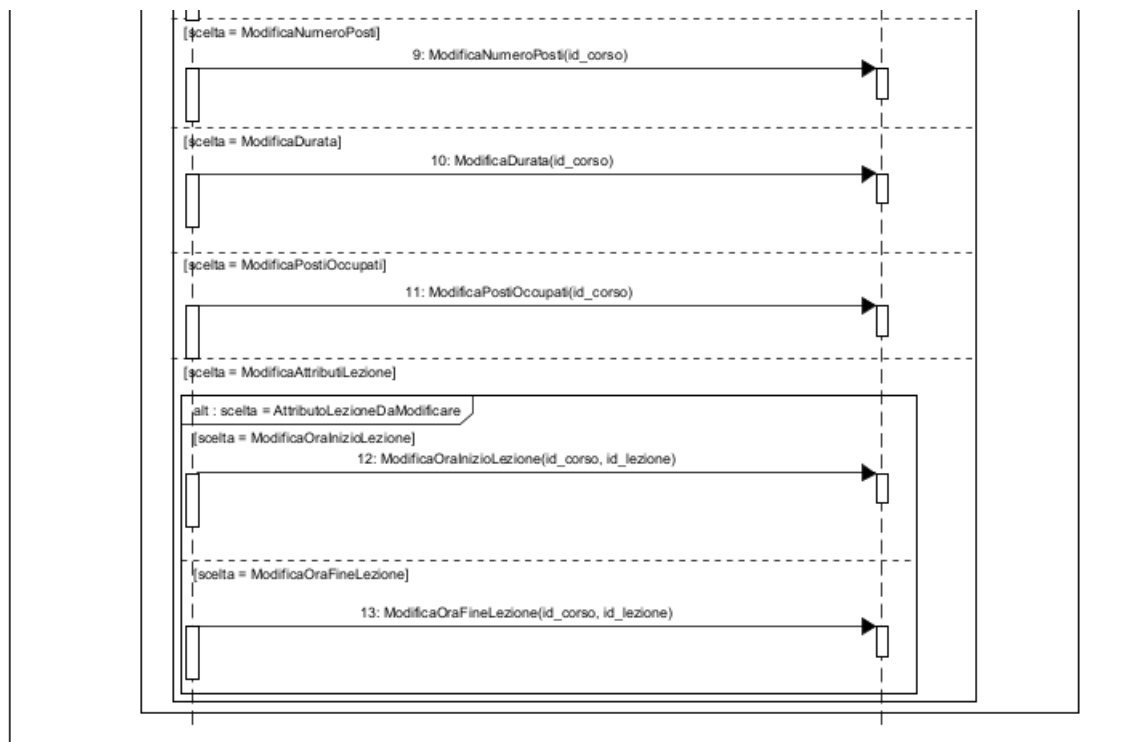 [scelta = ModificaNumeroPosti]
9: ModificaNumeroPosti(id_corso)
[scelta = ModificaDurata]
10: ModificaDurata(id_corso)
[scelta = ModificaPostiOccupati]
11: ModificaPostiOccupati(id_corso)
[scelta = ModificaAttributiLezione]
alt : scelta = AttributoLezioneDaModificare
[scelta = ModificaOraInizioLezione]
12: ModificaOraInizioLezione(id_corso, id_lezione)
[scelta = ModificaOraFineLezione]
13: ModificaOraFineLezione(id_corso, id_lezione)